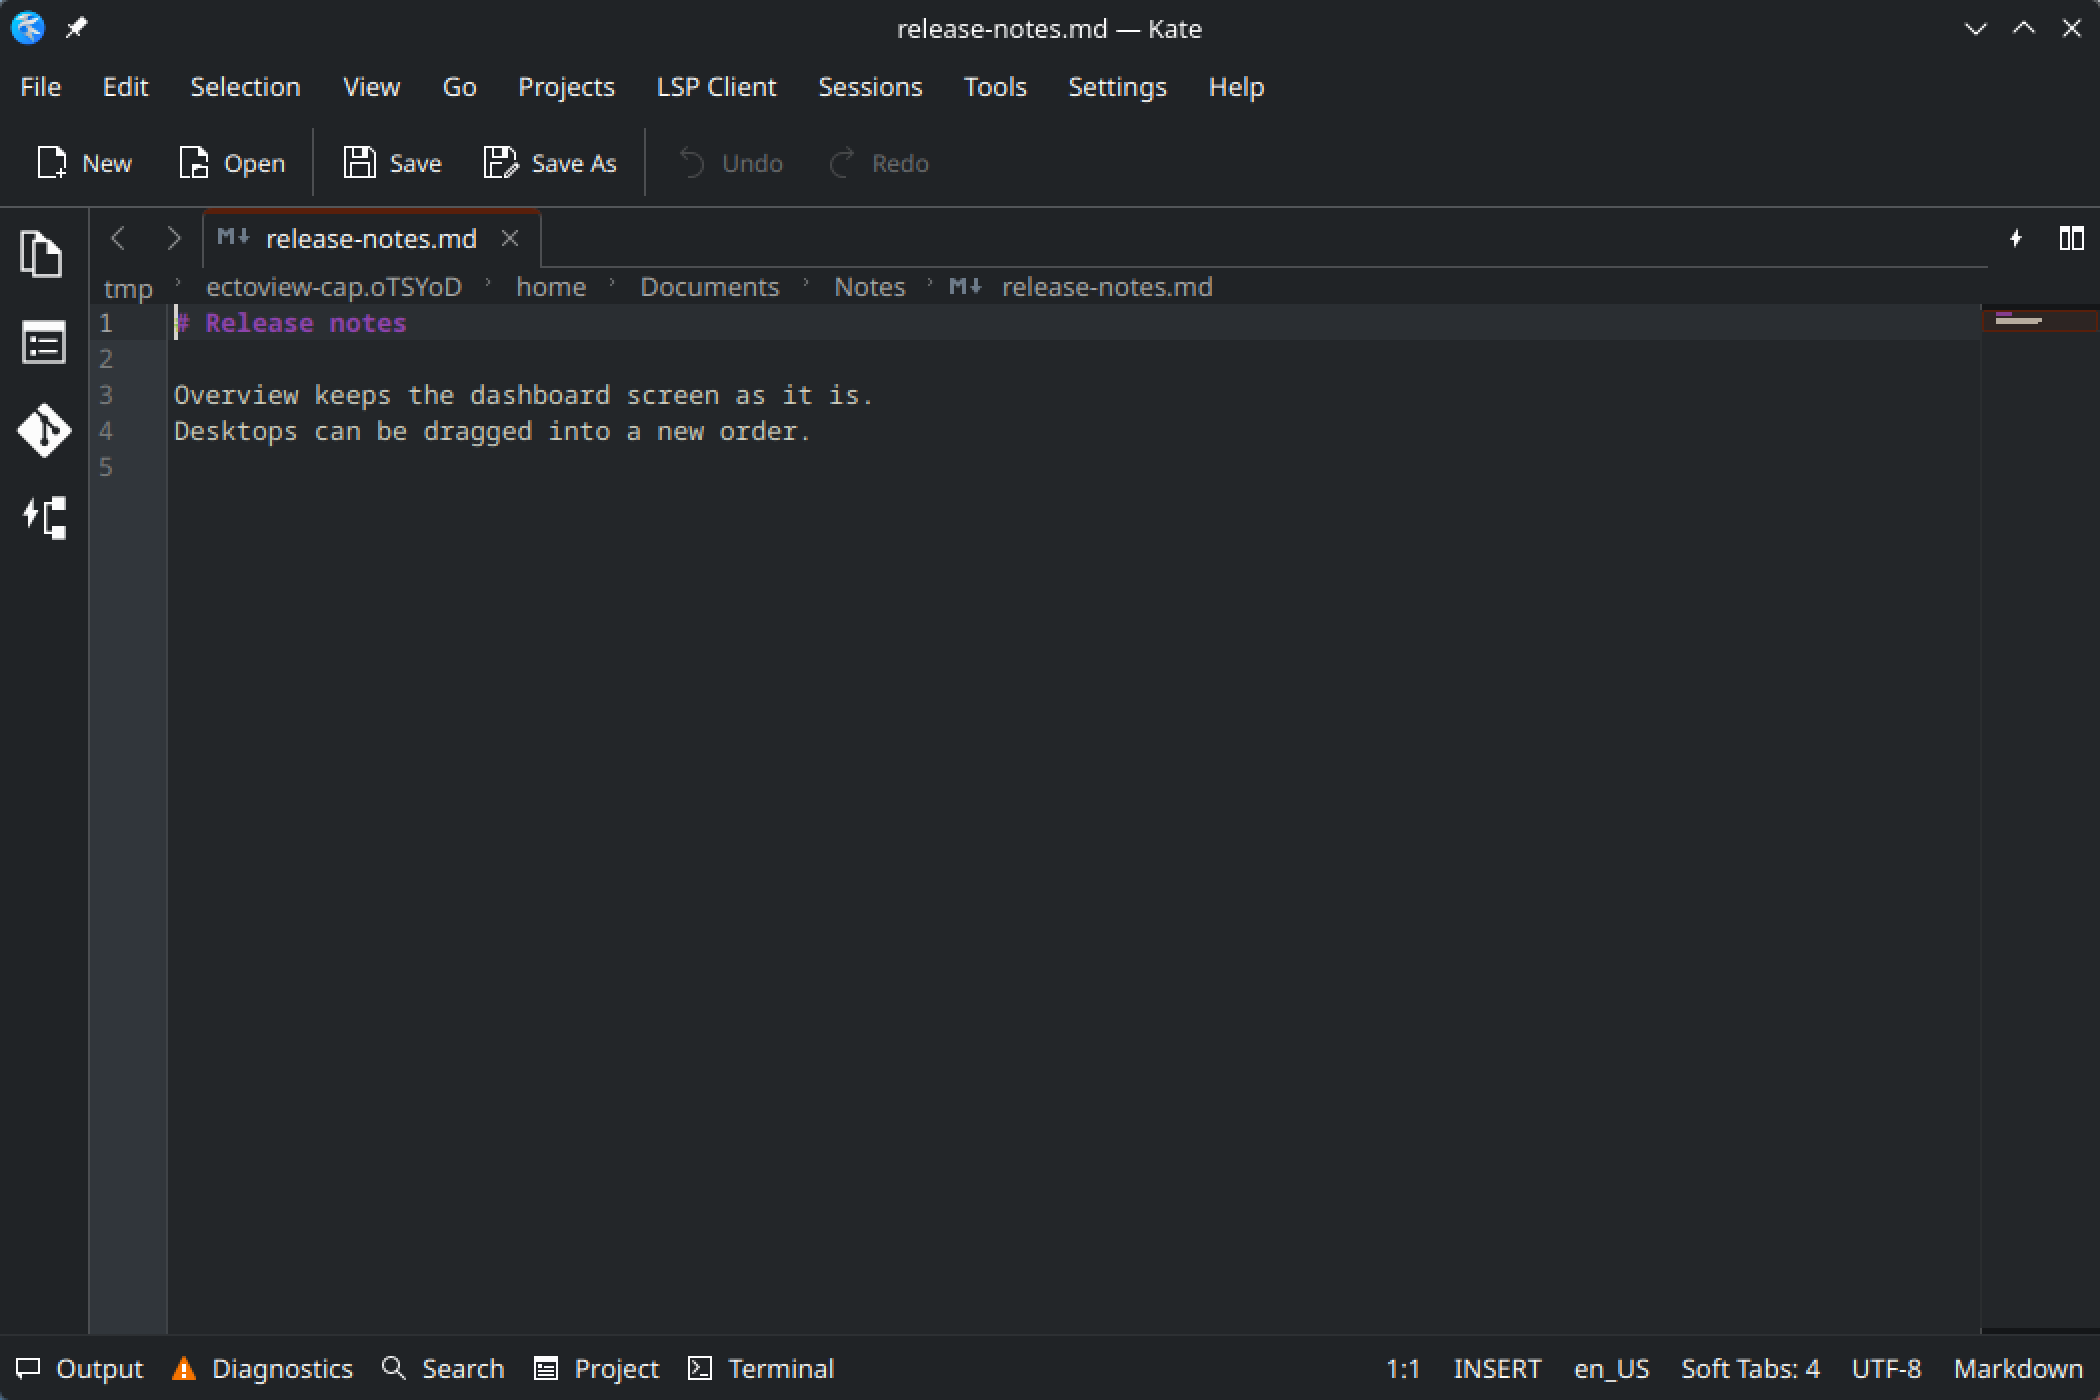 release-notes.md — Kate
File Edit Selection View Go Projects LSP Client Sessions Tools Settings Help
New Open Save Save As Undo Redo
M↓ release-notes.md
tmp › ectoview-cap.oTSYoD › home › Documents › Notes › M↓ release-notes.md
1 # Release notes
2
3 Overview keeps the dashboard screen as it is.
4 Desktops can be dragged into a new order.
5
Output Diagnostics Search Project Terminal 1:1 INSERT en_US Soft Tabs: 4 UTF-8 Markdown